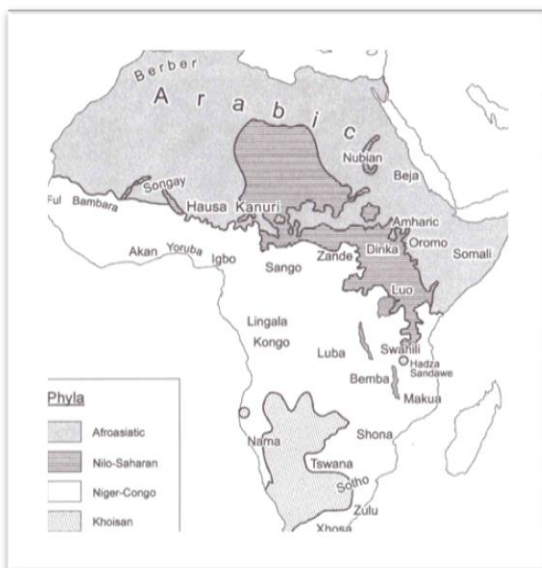 Berber
Arabic
Nubian
Beja
Songay
Ful
Bambara
Hausa
Kanuri
Amharic
Akan
Yoruba
Igbo
Sango
Zande
Dinka
Oromo
Somali
Luo
Lingala
Kongo
Luba
Swahili
Hadza
Sandawe
Bemba
Makua
Nama
Shona
Tswana
Sotho
Zulu
Xhosa
Phyla
Afroasiatic
Nilo-Saharan
Niger-Congo
Khoisan